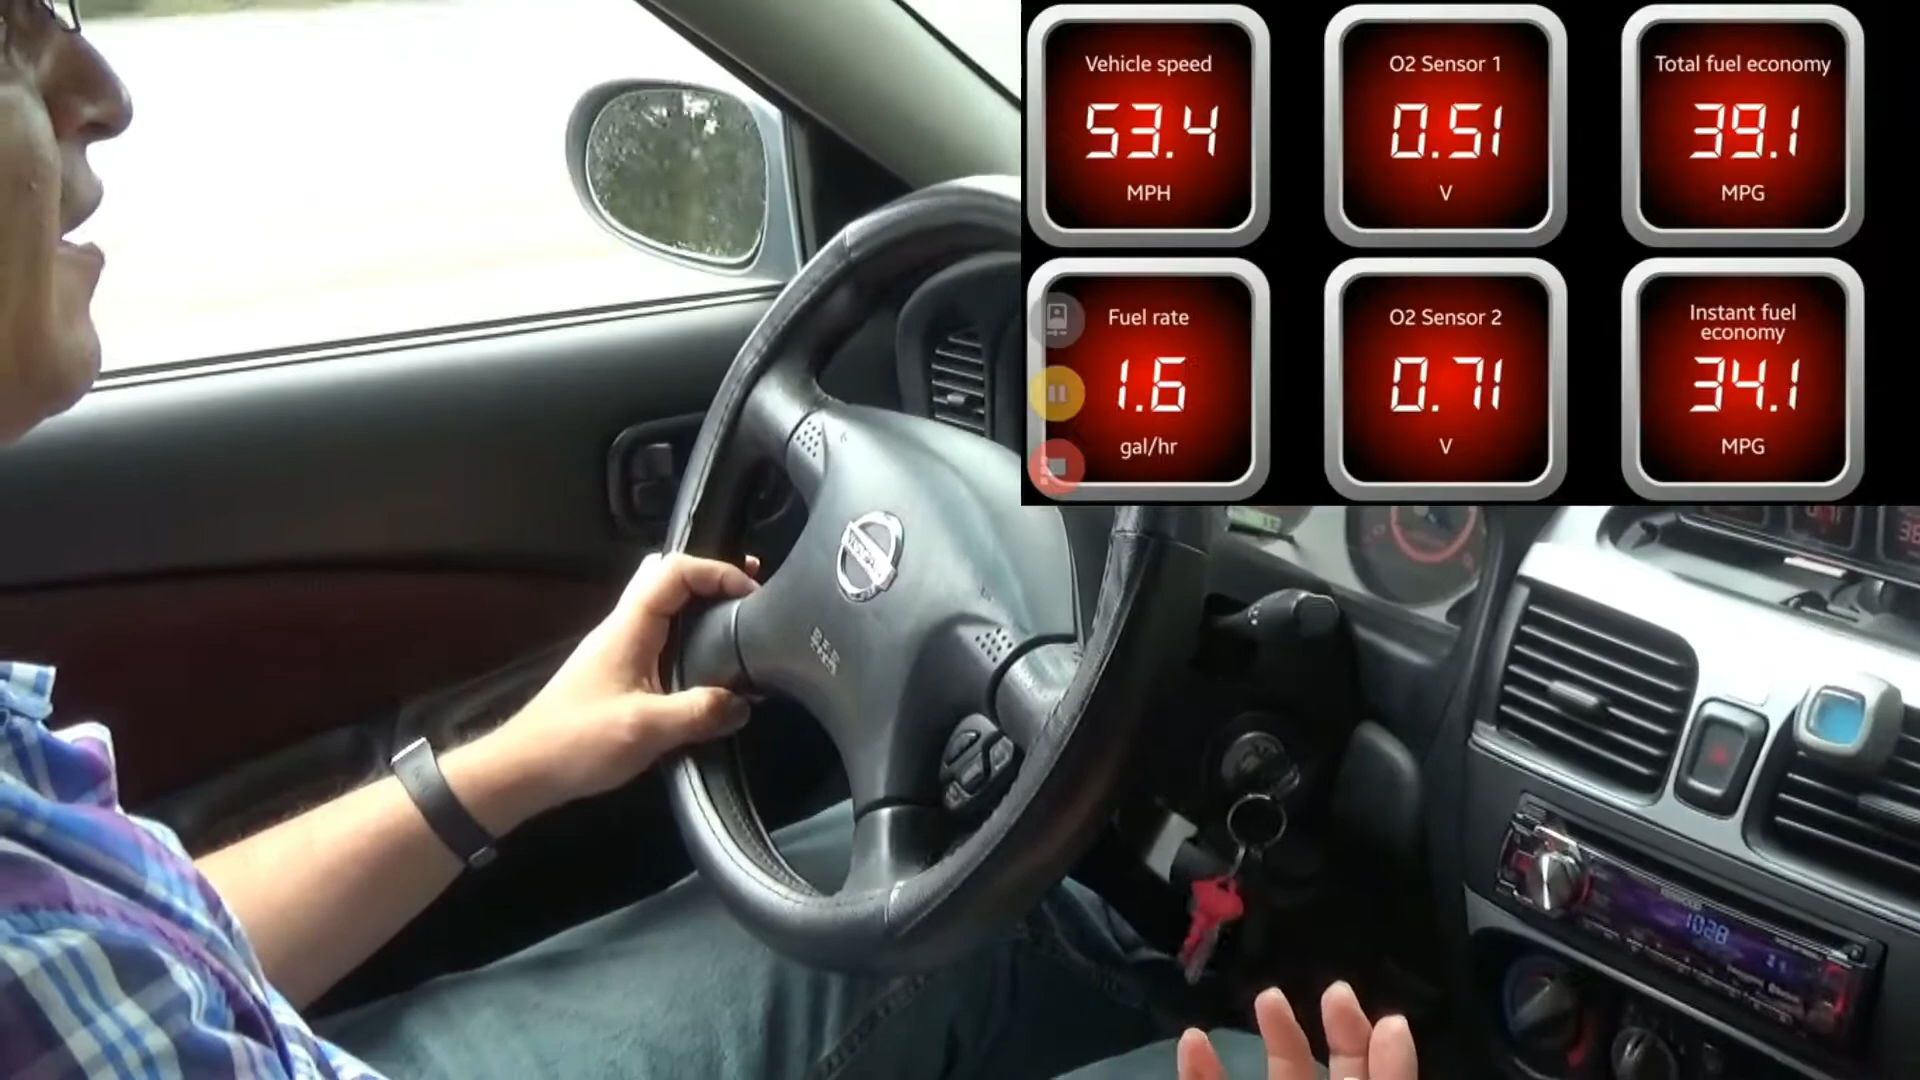 Vehicle speed
53.4
MPH
O2 Sensor 1
0.51
V
Total fuel economy
39.1
MPG
Fuel rate
1.6
gal/hr
O2 Sensor 2
0.71
V
Instant fuel
economy
34.1
MPG
NISSAN
1028